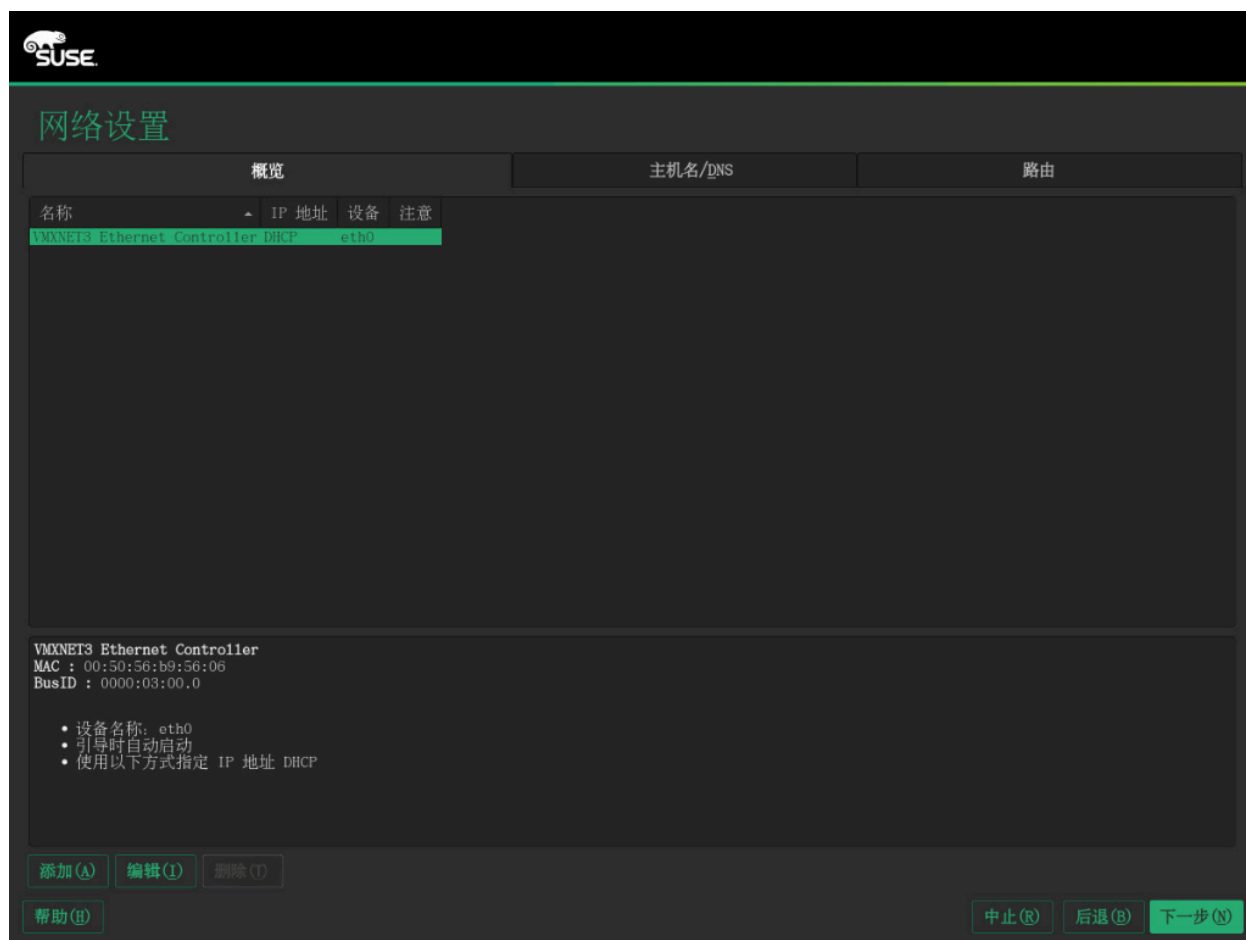 SUSE.
网络设置
概览 主机名/DNS 路由
名称 IP 地址 设备 注意
VMXNET3 Ethernet Controller DHCP eth0
VMXNET3 Ethernet Controller
MAC : 00:50:56:b9:56:06
BusID : 0000:03:00.0
• 设备名称: eth0
• 引导时自动启动
• 使用以下方式指定 IP 地址 DHCP
添加(A) 编辑(I) 删除(T)
帮助(H) 中止(R) 后退(B) 下一步(N)